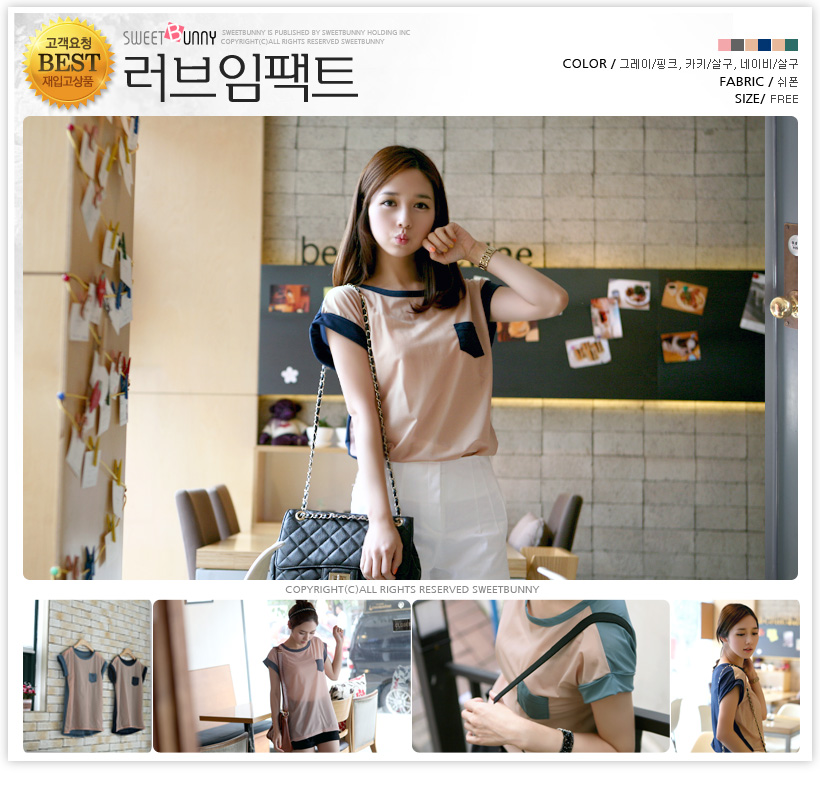 고객요청
BEST
재입고상품
SWEET BUNNY
SWEETBUNNY IS PUBLISHED BY SWEETBUNNY HOLDING INC
COPYRIGHT(C)ALL RIGHTS RESERVED SWEETBUNNY
러브임팩트
COLOR / 그레이/핑크, 카키/살구, 네이비/살구
FABRIC / 쉬폰
SIZE/ FREE
COPYRIGHT(C)ALL RIGHTS RESERVED SWEETBUNNY